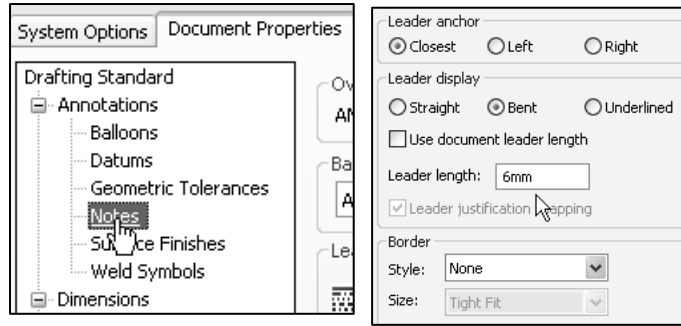 System Options
Document Properties
Drafting Standard
Annotations
Balloons
Datums
Geometric Tolerances
Notes
Finishes
Weld Symbols
Dimensions
Leader anchor
Closest Left Right
Leader display
Straight Bent Underlined
Use document leader length
Leader length: 6mm
Leader justification
Border
Style: None
Size: Tight Fit